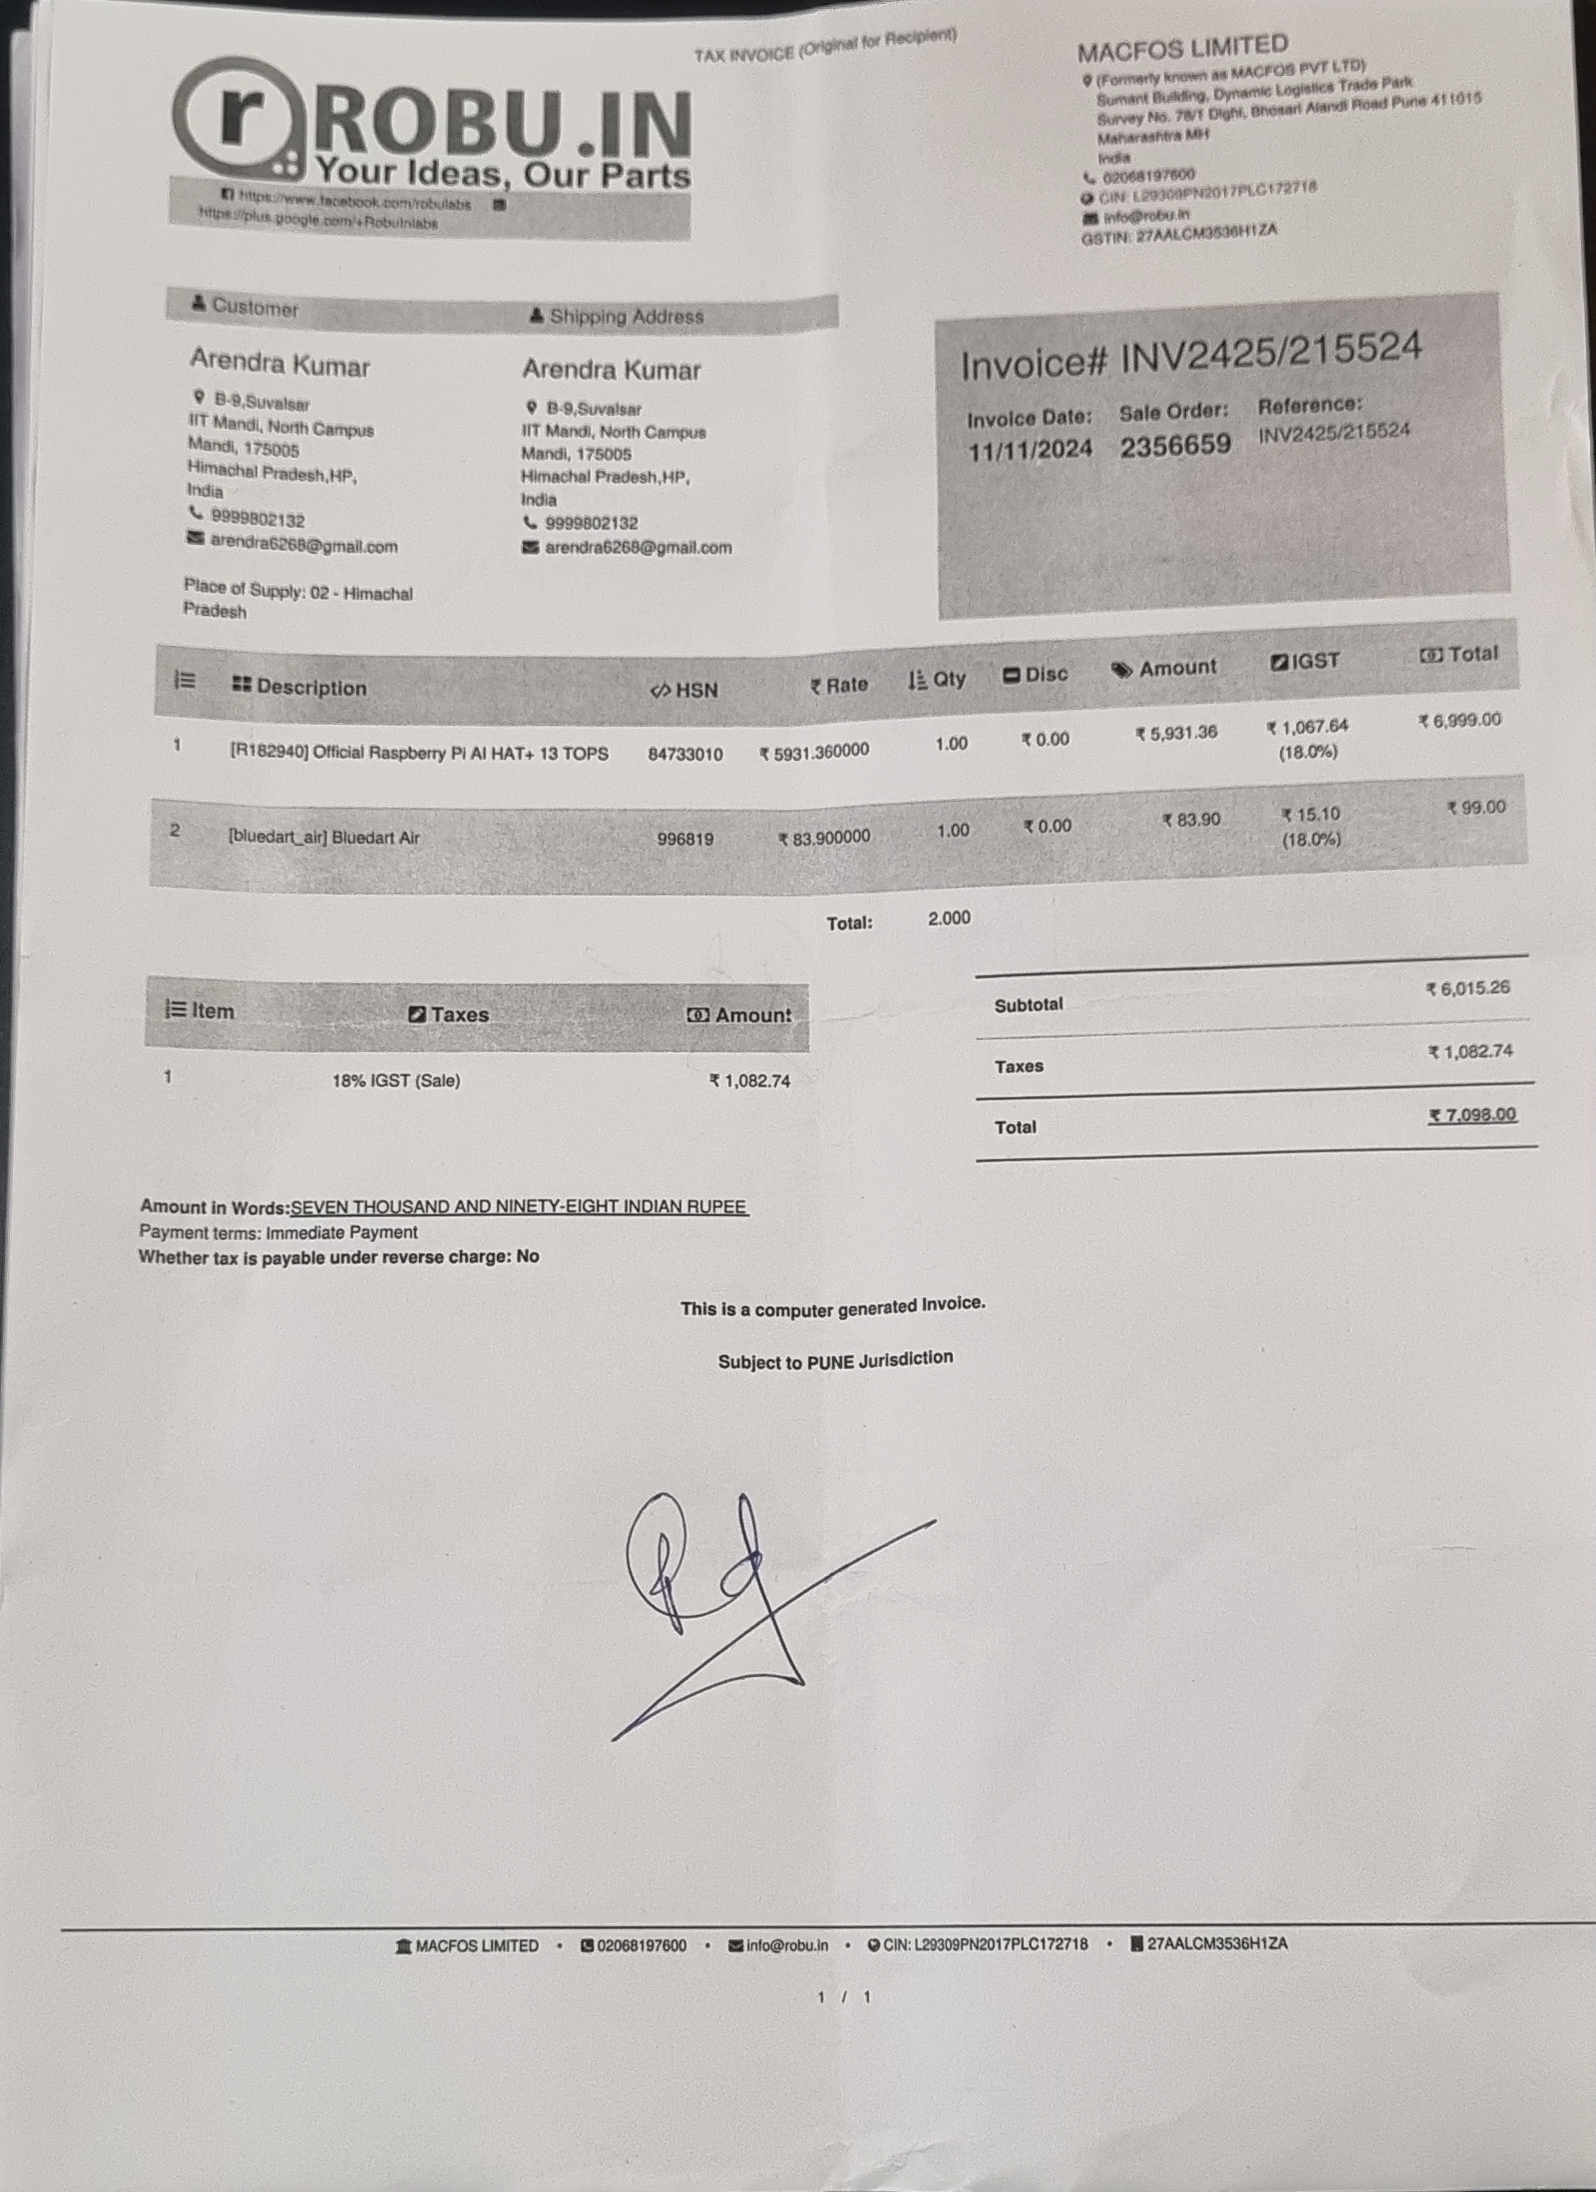 TAX INVOICE (Original for Recipient)
r ROBU.IN
Your Ideas, Our Parts
https://www.facebook.com/robulabs
https://plus.google.com/+RobuInlabs
MACFOS LIMITED
(Formerly known as MACFOS PVT LTD)
Sumant Building, Dynamic Logistics Trade Park
Survey No. 78/1 Dighi, Bhosari Alandi Road Pune 411015
Maharashtra MH
India
02068197600
CIN: L29309PN2017PLC172718
info@robu.in
GSTIN: 27AALCM3536H1ZA
Customer
Arendra Kumar
B-9,Suvalsar
IIT Mandi, North Campus
Mandi, 175005
Himachal Pradesh,HP,
India
9999802132
arendra6268@gmail.com
Place of Supply: 02 - Himachal
Pradesh
Shipping Address
Arendra Kumar
B-9,Suvalsar
IIT Mandi, North Campus
Mandi, 175005
Himachal Pradesh,HP,
India
9999802132
arendra6268@gmail.com
Invoice# INV2425/215524
Invoice Date: Sale Order: Reference:
11/11/2024 2356659 INV2425/215524
Description HSN ₹ Rate Qty Disc Amount IGST Total
1 [R182940] Official Raspberry Pi AI HAT+ 13 TOPS 84733010 ₹ 5931.360000 1.00 ₹ 0.00 ₹ 5,931.36 ₹ 1,067.64 ₹ 6,999.00
(18.0%)
2 [bluedart_air] Bluedart Air 996819 ₹ 83.900000 1.00 ₹ 0.00 ₹ 83.90 ₹ 15.10 ₹ 99.00
(18.0%)
Total: 2.000
Item Taxes Amount
1 18% IGST (Sale) ₹ 1,082.74
Subtotal ₹ 6,015.26
Taxes ₹ 1,082.74
Total ₹ 7,098.00
Amount in Words:SEVEN THOUSAND AND NINETY-EIGHT INDIAN RUPEE
Payment terms: Immediate Payment
Whether tax is payable under reverse charge: No
This is a computer generated Invoice.
Subject to PUNE Jurisdiction
MACFOS LIMITED • 02068197600 • info@robu.in • CIN: L29309PN2017PLC172718 • 27AALCM3536H1ZA
1 / 1